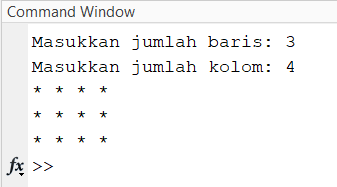 Command Window
Masukkan jumlah baris: 3
Masukkan jumlah kolom: 4
* * * *
* * * *
* * * *
fx >>